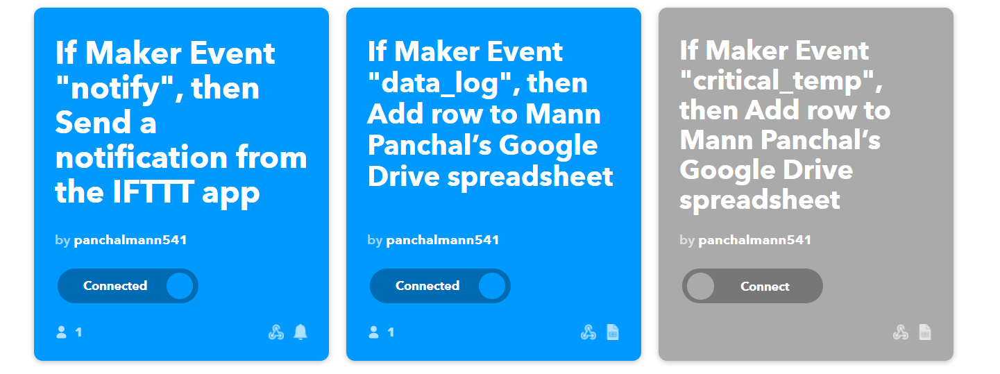 If Maker Event
"notify", then
Send a
notification from
the IFTTT app
by panchalmann541
Connected
1
If Maker Event
"data_log", then
Add row to Mann
Panchal’s Google
Drive spreadsheet
by panchalmann541
Connected
1
If Maker Event
"critical_temp",
then Add row to
Mann Panchal’s
Google Drive
spreadsheet
by panchalmann541
Connect